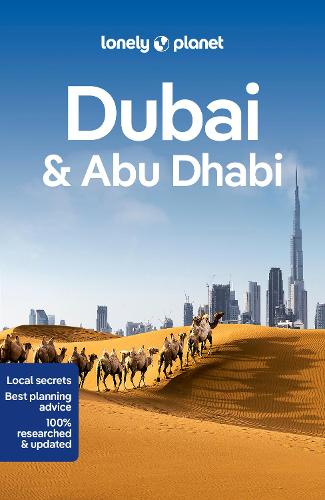 lonely planet
Dubai
& Abu Dhabi
Local secrets
Best planning
advice
100%
researched
& updated